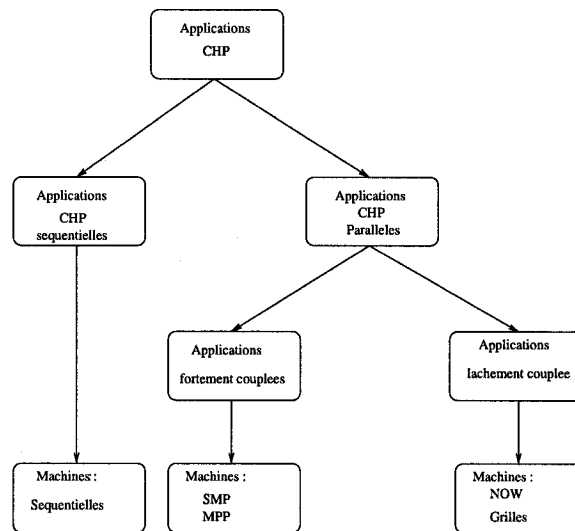 Applications
CHP
Applications
CHP
sequentielles
Applications
CHP
Paralleles
Applications
fortement couplees
Applications
lachement couplee
Machines :
Sequentielles
Machines :
SMP
MPP
Machines :
NOW
Grilles